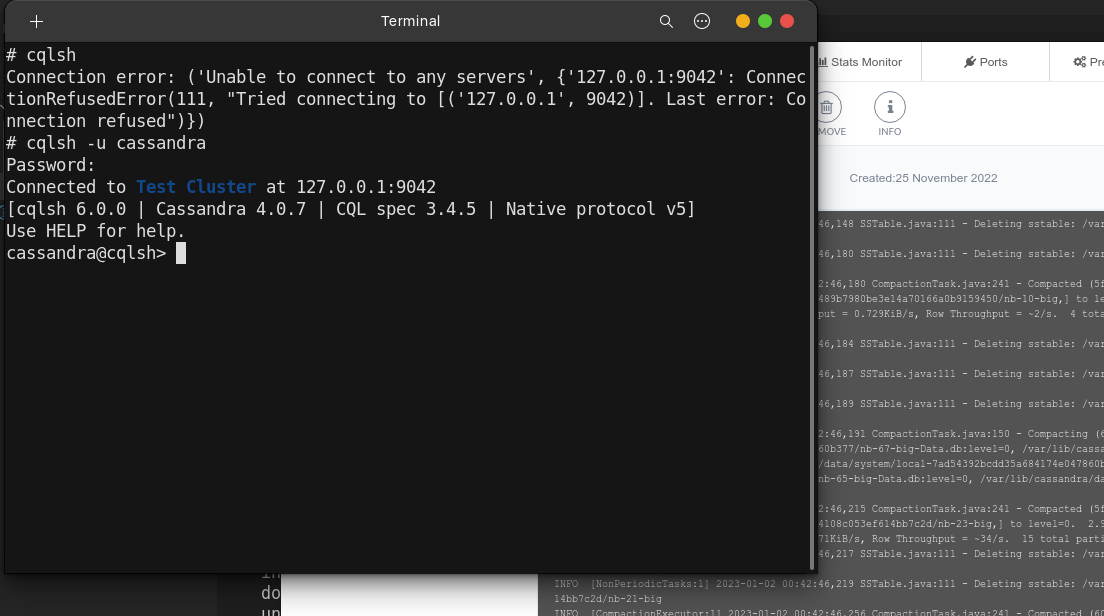 Terminal
# cqlsh
Connection error: ('Unable to connect to any servers', {'127.0.0.1:9042': Connec
tionRefusedError(111, "Tried connecting to [('127.0.0.1', 9042)]. Last error: Co
nnection refused")})
# cqlsh -u cassandra
Password:
Connected to Test Cluster at 127.0.0.1:9042
[cqlsh 6.0.0 | Cassandra 4.0.7 | CQL spec 3.4.5 | Native protocol v5]
Use HELP for help.
cassandra@cqlsh>
Stats Monitor
Ports
Pr
MOVE
INFO
Created:25 November 2022
46,148 SSTable.java:111 - Deleting sstable: /var
46,180 SSTable.java:111 - Deleting sstable: /var
2:46,180 CompactionTask.java:241 - Compacted (5f
489b7980be3e14a70166a0b9159450/nb-10-big,] to le
put = 0.729KiB/s, Row Throughput = ~2/s.  4 tota
46,184 SSTable.java:111 - Deleting sstable: /var
46,187 SSTable.java:111 - Deleting sstable: /var
46,189 SSTable.java:111 - Deleting sstable: /var
2:46,191 CompactionTask.java:150 - Compacting (6
60b377/nb-67-big-Data.db:level=0, /var/lib/cassa
/data/system/local-7ad54392bcdd35a684174e047860b
nb-65-big-Data.db:level=0, /var/lib/cassandra/da
2:46,215 CompactionTask.java:241 - Compacted (5f
4108c053ef614bb7c2d/nb-23-big,] to level=0.  2.9
71KiB/s, Row Throughput = ~34/s.  15 total parti
46,217 SSTable.java:111 - Deleting sstable: /var
INFO  [NonPeriodicTasks:1] 2023-01-02 00:42:46,219 SSTable.java:111 - Deleting sstable: /var
14bb7c2d/nb-21-big
INFO  [CompactionExecutor:1] 2023-01-02 00:42:46,256 CompactionTask.java:241 - Compacted (60
do
un